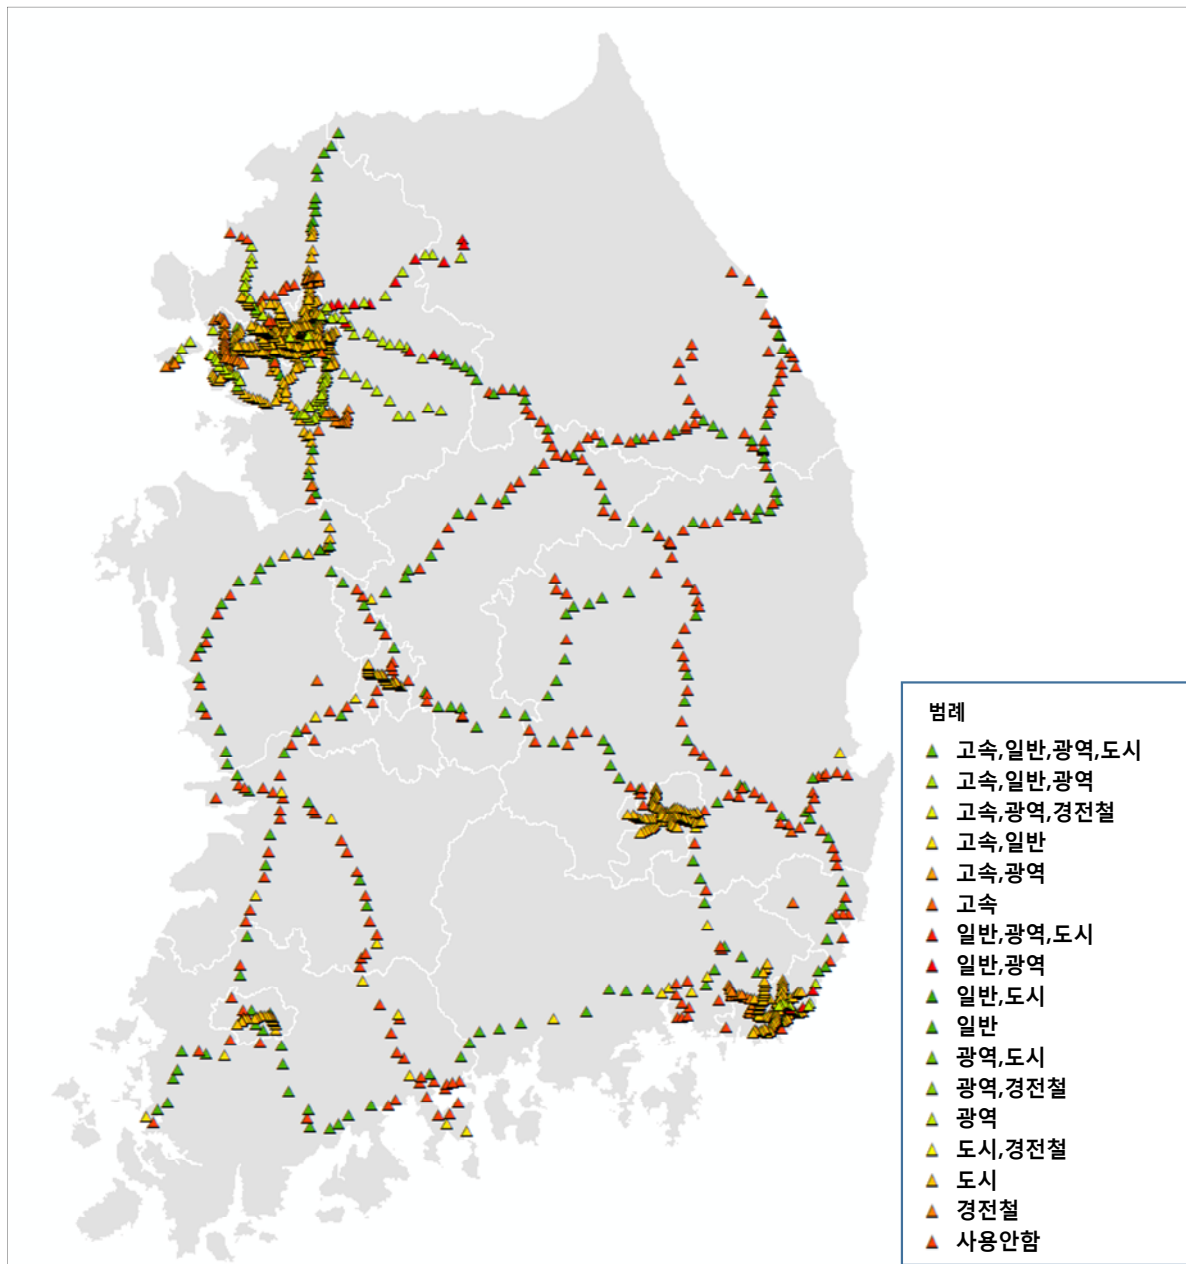 범례
고속,일반,광역,도시
고속,일반,광역
고속,광역,경전철
고속,일반
고속,광역
고속
일반,광역,도시
일반,광역
일반,도시
일반
광역,도시
광역,경전철
광역
도시,경전철
도시
경전철
사용안함